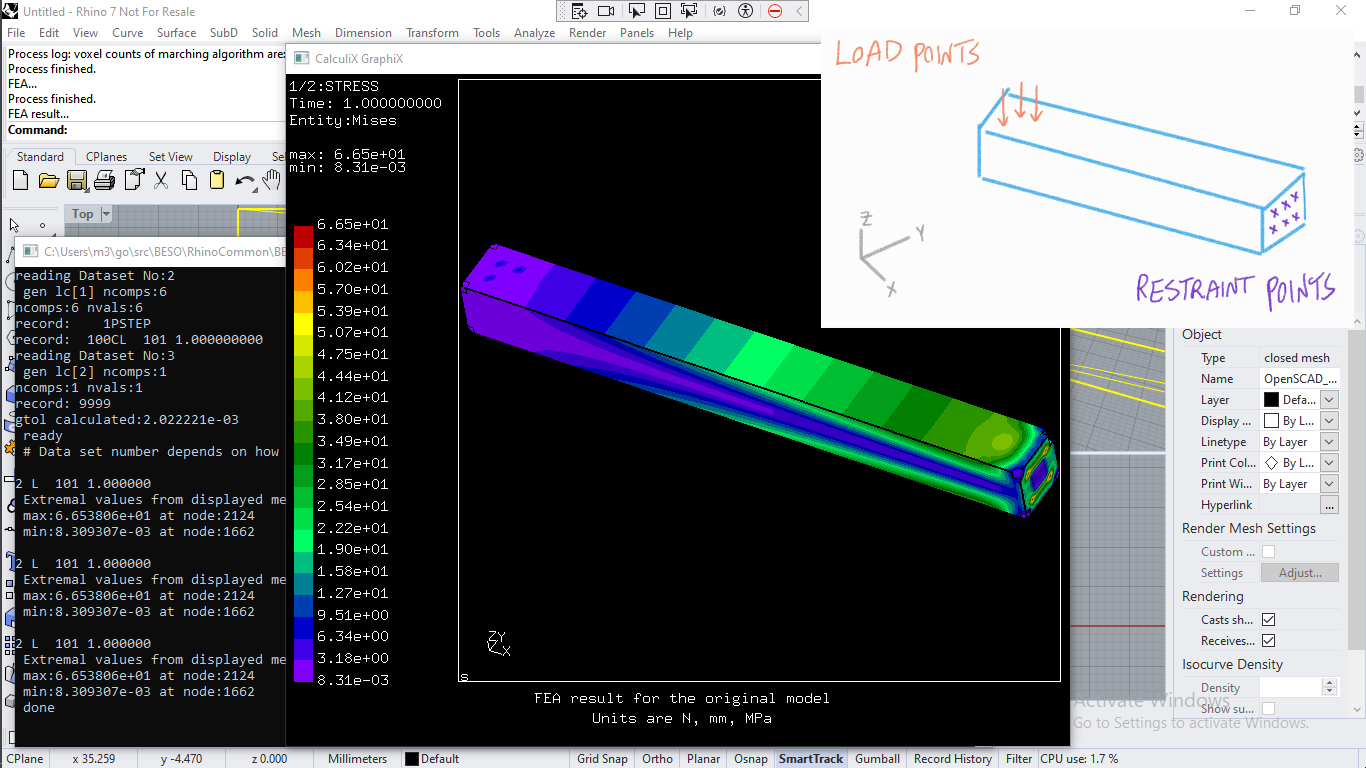 Untitled - Rhino 7 Not For Resale
File Edit View Curve Surface SubD Solid Mesh Dimension Transform Tools Analyze Render Panels Help
Process log: voxel counts of marching algorithm are:
Process finished.
FEA...
Process finished.
FEA result...
Command:
Standard CPlanes Set View Display
Top
C:\Users\m3\go\src\BESO\RhinoCommon\BE
reading Dataset No:2
gen lc[1] ncomps:6
ncomps:6 nvals:6
record: 1PSTEP
record: 100CL 101 1.000000000
reading Dataset No:3
gen lc[2] ncomps:1
ncomps:1 nvals:1
record: 9999
gtol calculated:2.022221e-03
ready
# Data set number depends on how
2 L 101 1.000000
Extremal values from displayed me
max:6.653806e+01 at node:2124
min:8.309307e-03 at node:1662
2 L 101 1.000000
Extremal values from displayed me
max:6.653806e+01 at node:2124
min:8.309307e-03 at node:1662
2 L 101 1.000000
Extremal values from displayed me
max:6.653806e+01 at node:2124
min:8.309307e-03 at node:1662
done
CalculiX GraphiX
1/2:STRESS
Time: 1.000000000
Entity:Mises
max: 6.65e+01
min: 8.31e-03
6.65e+01
6.34e+01
6.02e+01
5.70e+01
5.39e+01
5.07e+01
4.75e+01
4.44e+01
4.12e+01
3.80e+01
3.49e+01
3.17e+01
2.85e+01
2.54e+01
2.22e+01
1.90e+01
1.58e+01
1.27e+01
9.51e+00
6.34e+00
3.18e+00
8.31e-03
ZY
X
s
FEA result for the original model
Units are N, mm, MPa
LOAD POINTS
Z
Y
X
RESTRAINT POINTS
Object
Type closed mesh
Name OpenSCAD_...
Layer Defa...
Display ... By L...
Linetype By Layer
Print Col... By L...
Print Wi... By Layer
Hyperlink ...
Render Mesh Settings
Custom ...
Settings Adjust...
Rendering
Casts sh...
Receives...
Isocurve Density
Density
Show su...
Activate Windows
Go to Settings to activate Windows.
CPlane x 35.259 y -4.470 z 0.000 Millimeters Default Grid Snap Ortho Planar Osnap SmartTrack Gumball Record History Filter CPU use: 1.7 %